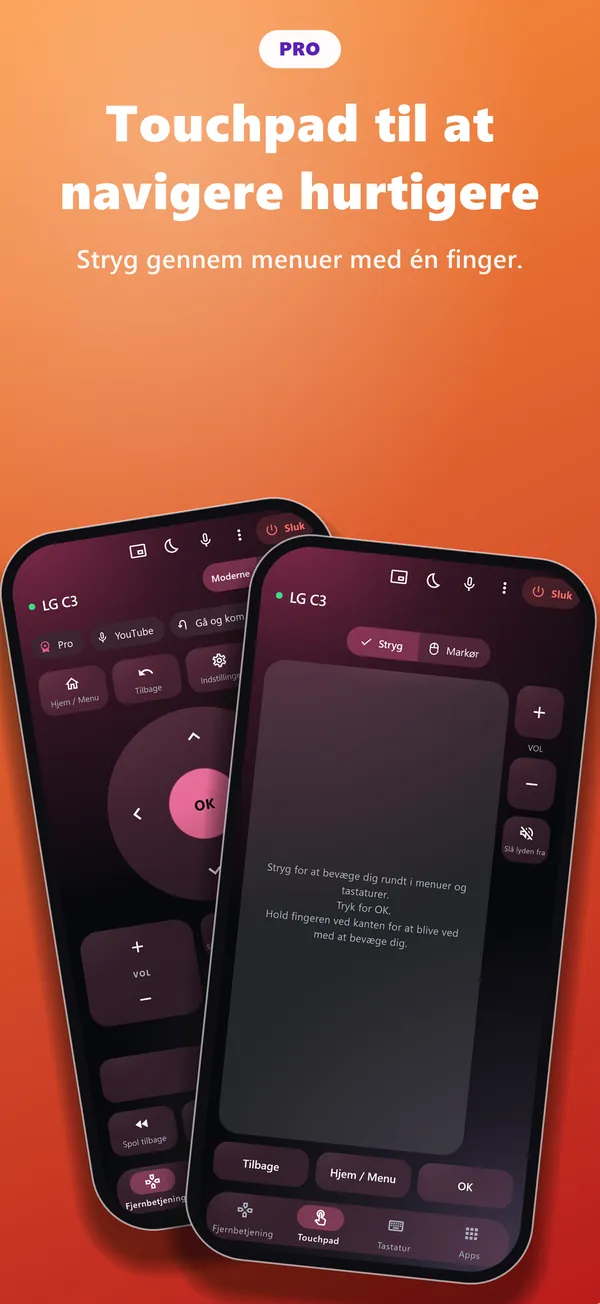 PRO
Touchpad til at
navigere hurtigere
Stryg gennem menuer med én finger.
Sluk
Moderne
LG C3
Pro
YouTube
Gå og kom
Hjem / Menu
Tilbage
OK
VOL
Spol tilbage
Fjernbetjening
Sluk
LG C3
Stryg
Markør
VOL
Slå lyden fra
Stryg for at bevæge dig rundt i menuer og
tastaturer.
Tryk for OK.
Hold fingeren ved kanten for at blive ved
med at bevæge dig.
Tilbage
Hjem / Menu
OK
Fjernbetjening
Touchpad
Tastatur
Apps